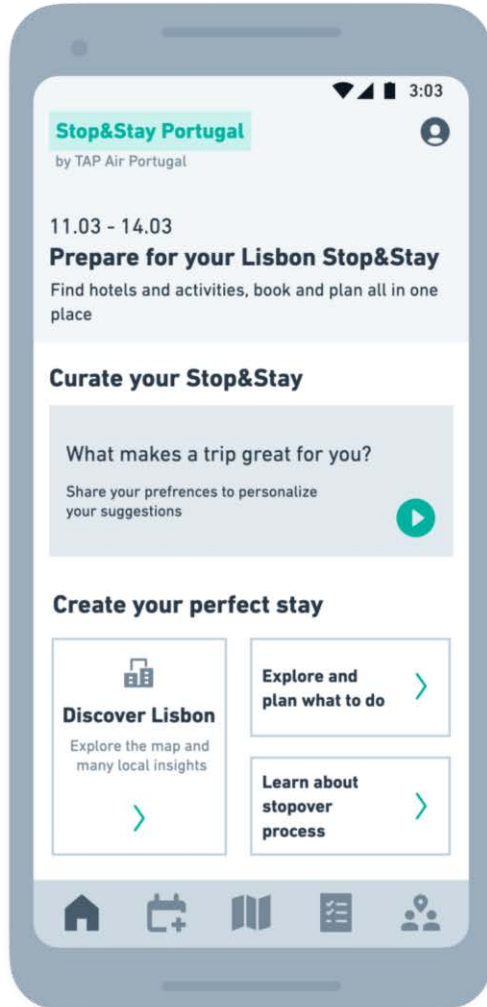 3:03
Stop&Stay Portugal
by TAP Air Portugal
11.03 - 14.03
Prepare for your Lisbon Stop&Stay
Find hotels and activities, book and plan all in one
place
Curate your Stop&Stay
What makes a trip great for you?
Share your prefrences to personalize
your suggestions
Create your perfect stay
Discover Lisbon
Explore the map and
many local insights
Explore and
plan what to do
Learn about
stopover
process